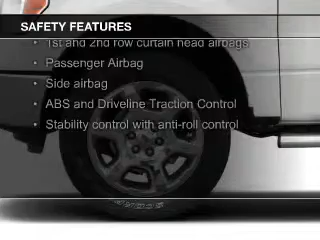 SAFETY FEATURES
• 1st and 2nd row curtain head airbags
• Passenger Airbag
• Side airbag
• ABS and Driveline Traction Control
• Stability control with anti-roll control